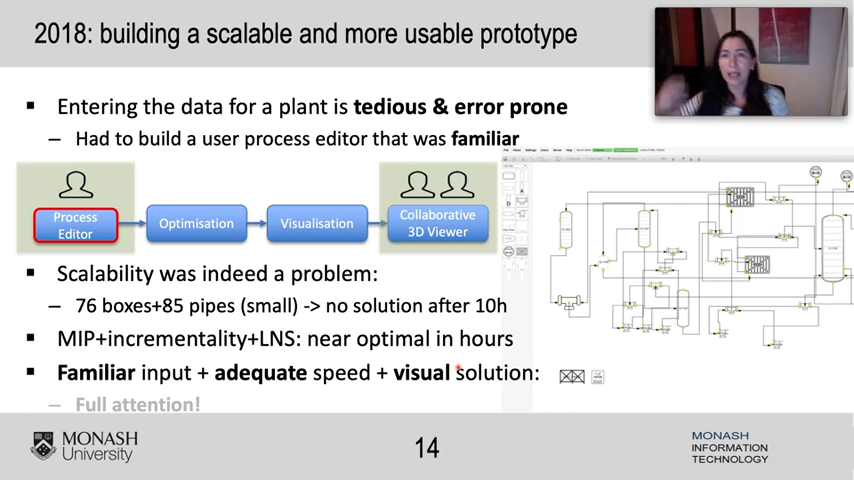 2018: building a scalable and more usable prototype
Entering the data for a plant is tedious & error prone
– Had to build a user process editor that was familiar
Process
Editor
Optimisation
Visualisation
Collaborative
3D Viewer
Scalability was indeed a problem:
– 76 boxes+85 pipes (small) -> no solution after 10h
MIP+incrementality+LNS: near optimal in hours
Familiar input + adequate speed + visual solution:
– Full attention!
MONASH
University
14
MONASH
INFORMATION
TECHNOLOGY